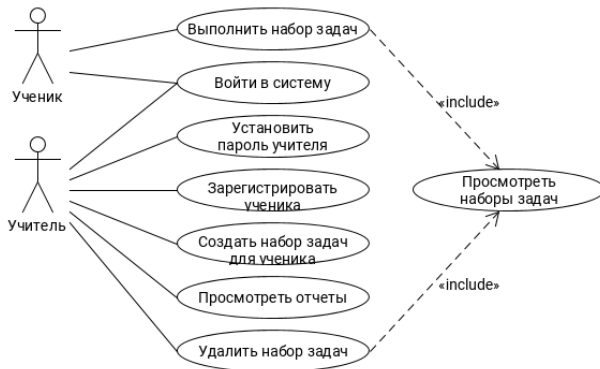 Выполнить набор задач
Войти в систему
«include»
Ученик
Установить
пароль учителя
Зарегистрировать
ученика
Просмотреть
наборы задач
Учитель
Создать набор задач
для ученика
Просмотреть отчеты
«include»
Удалить набор задач